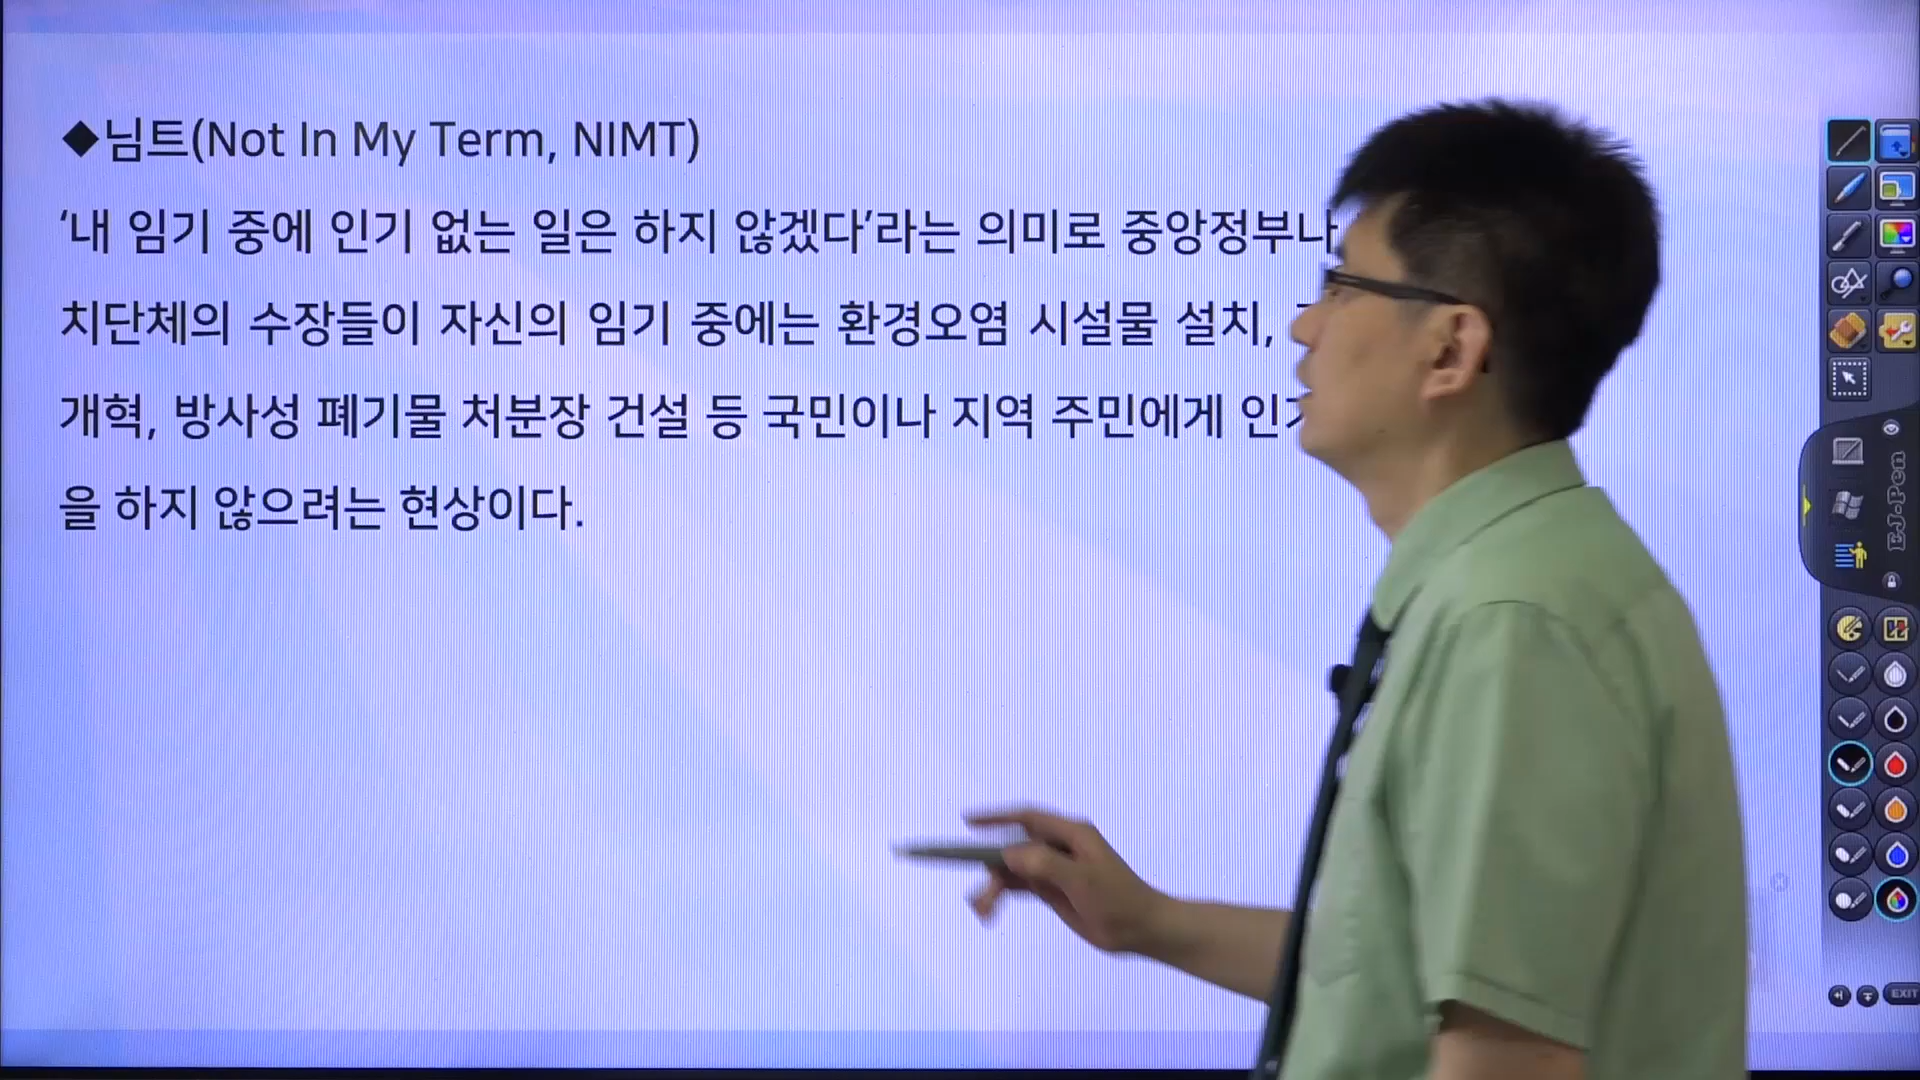 ◆님트(Not In My Term, NIMT)
‘내 임기 중에 인기 없는 일은 하지 않겠다’라는 의미로 중앙정부나
치단체의 수장들이 자신의 임기 중에는 환경오염 시설물 설치,
개혁, 방사성 폐기물 처분장 건설 등 국민이나 지역 주민에게
을 하지 않으려는 현상이다.
EJ-Pen
EXIT